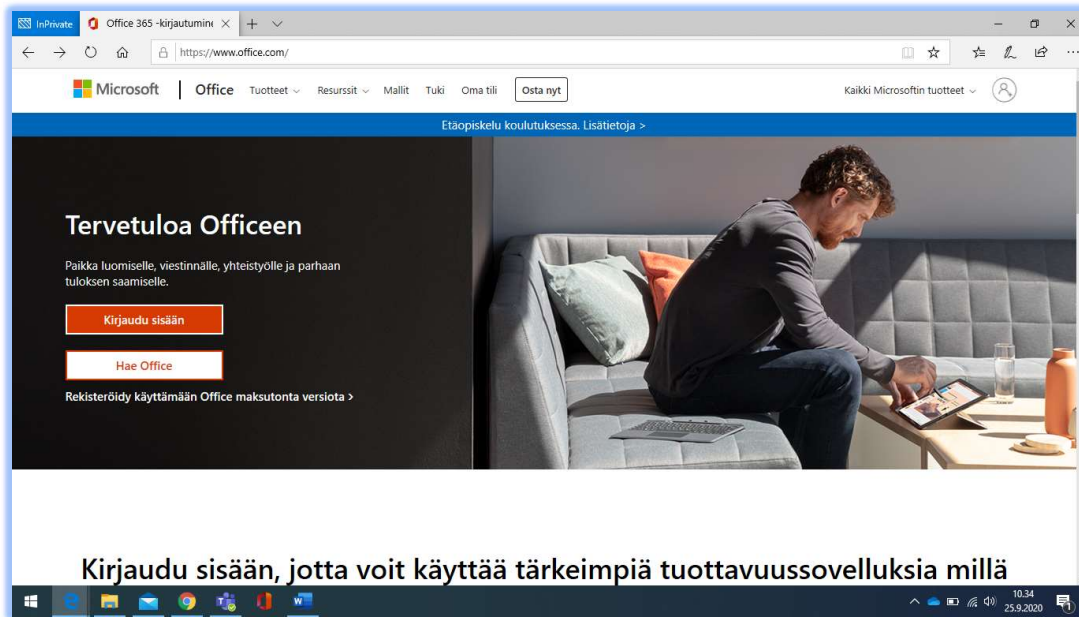 InPrivate
Office 365 -kirjautumine
https://www.office.com/
Microsoft | Office Tuotteet Resurssit Mallit Tuki Oma tili Osta nyt Kaikki Microsoftin tuotteet
Etäopiskelu koulutuksessa. Lisätietoja >
Tervetuloa Officeen
Paikka luomiselle, viestinnälle, yhteistyölle ja parhaan
tuloksen saamiselle.
Kirjaudu sisään
Hae Office
Rekisteröidy käyttämään Office maksutonta versiota >
Kirjaudu sisään, jotta voit käyttää tärkeimpiä tuottavuussovelluksia millä
10.34
25.9.2020